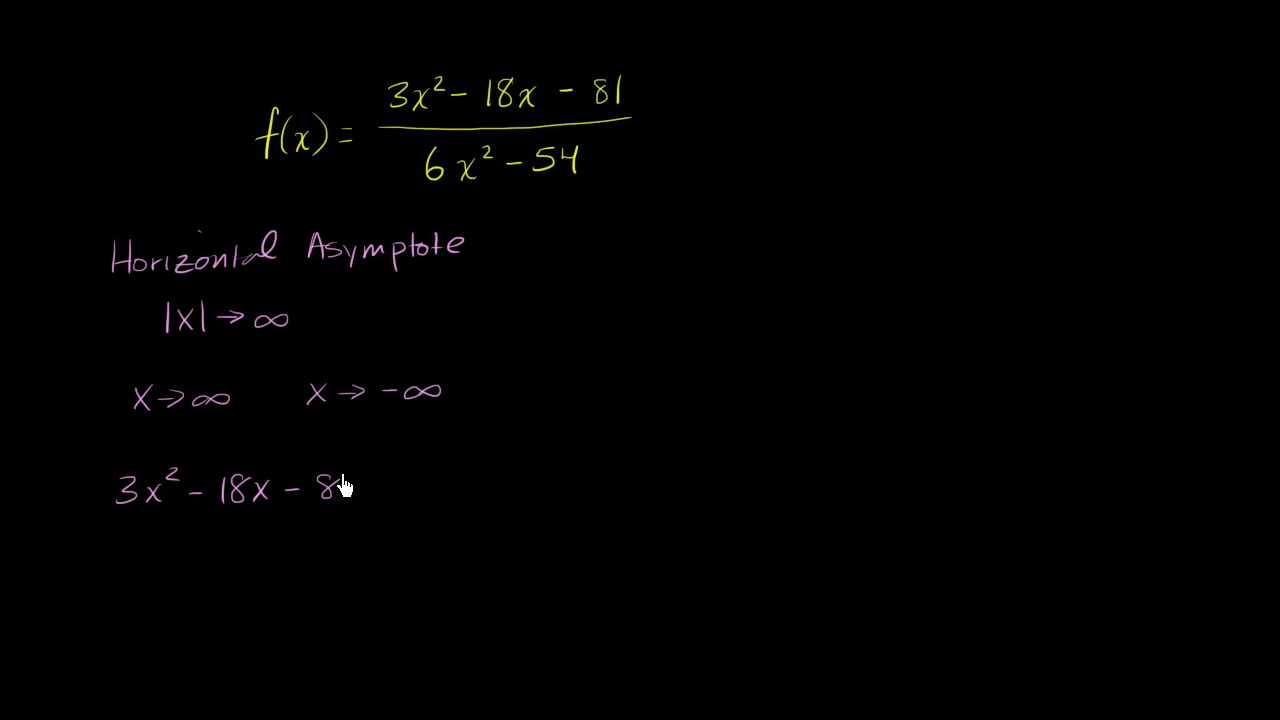 f(x) = 3x² - 18x - 81 / 6x² - 54
Horizontal Asymptote
|x| → ∞
x → ∞ x → -∞
3x² - 18x - 8